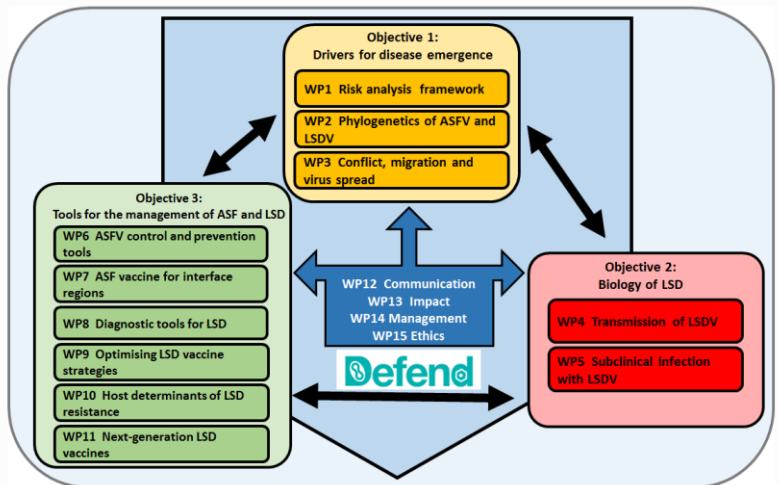 Objective 1:
Drivers for disease emergence
WP1 Risk analysis framework
WP2 Phylogenetics of ASFV and
LSDV
WP3 Conflict, migration and
virus spread
Objective 3:
Tools for the management of ASF and LSD
WP6 ASFV control and prevention
tools
WP7 ASF vaccine for interface
regions
WP8 Diagnostic tools for LSD
WP9 Optimising LSD vaccine
strategies
WP10 Host determinants of LSD
resistance
WP11 Next-generation LSD
vaccines
WP12 Communication
WP13 Impact
WP14 Management
WP15 Ethics
Defend
Objective 2:
Biology of LSD
WP4 Transmission of LSDV
WP5 Subclinical infection
with LSDV